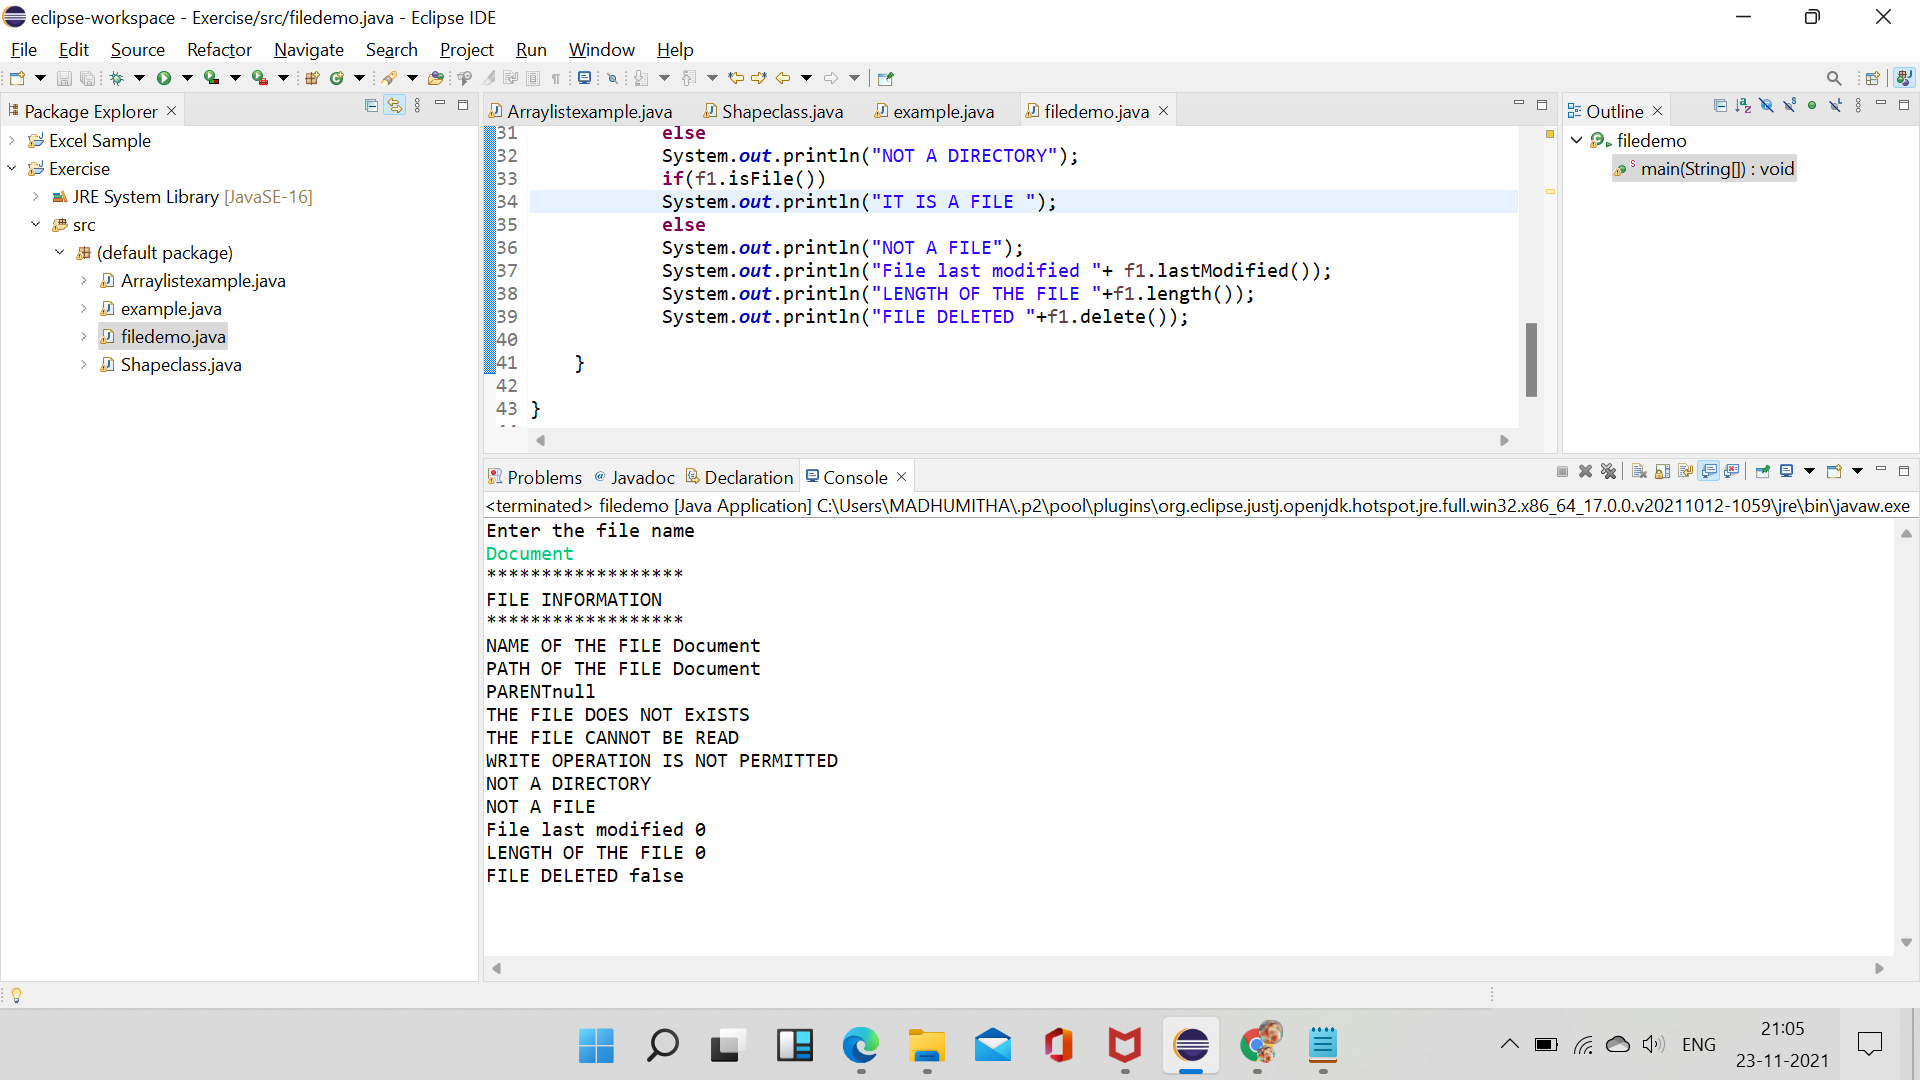 eclipse-workspace - Exercise/src/filedemo.java - Eclipse IDE
File Edit Source Refactor Navigate Search Project Run Window Help
Package Explorer
Excel Sample
Exercise
JRE System Library [JavaSE-16]
src
(default package)
Arraylistexample.java
example.java
filedemo.java
Shapeclass.java
Arraylistexample.java Shapeclass.java example.java filedemo.java
31 else
32 System.out.println("NOT A DIRECTORY");
33 if(f1.isFile())
34 System.out.println("IT IS A FILE ");
35 else
36 System.out.println("NOT A FILE");
37 System.out.println("File last modified "+ f1.lastModified());
38 System.out.println("LENGTH OF THE FILE "+f1.length());
39 System.out.println("FILE DELETED "+f1.delete());
40
41 }
42
43 }
Outline
filedemo
main(String[]) : void
Problems Javadoc Declaration Console
<terminated> filedemo [Java Application] C:\Users\MADHUMITHA\.p2\pool\plugins\org.eclipse.justj.openjdk.hotspot.jre.full.win32.x86_64_17.0.0.v20211012-1059\jre\bin\javaw.exe
Enter the file name
Document
******************
FILE INFORMATION
******************
NAME OF THE FILE Document
PATH OF THE FILE Document
PARENTnull
THE FILE DOES NOT ExISTS
THE FILE CANNOT BE READ
WRITE OPERATION IS NOT PERMITTED
NOT A DIRECTORY
NOT A FILE
File last modified 0
LENGTH OF THE FILE 0
FILE DELETED false
ENG
21:05
23-11-2021